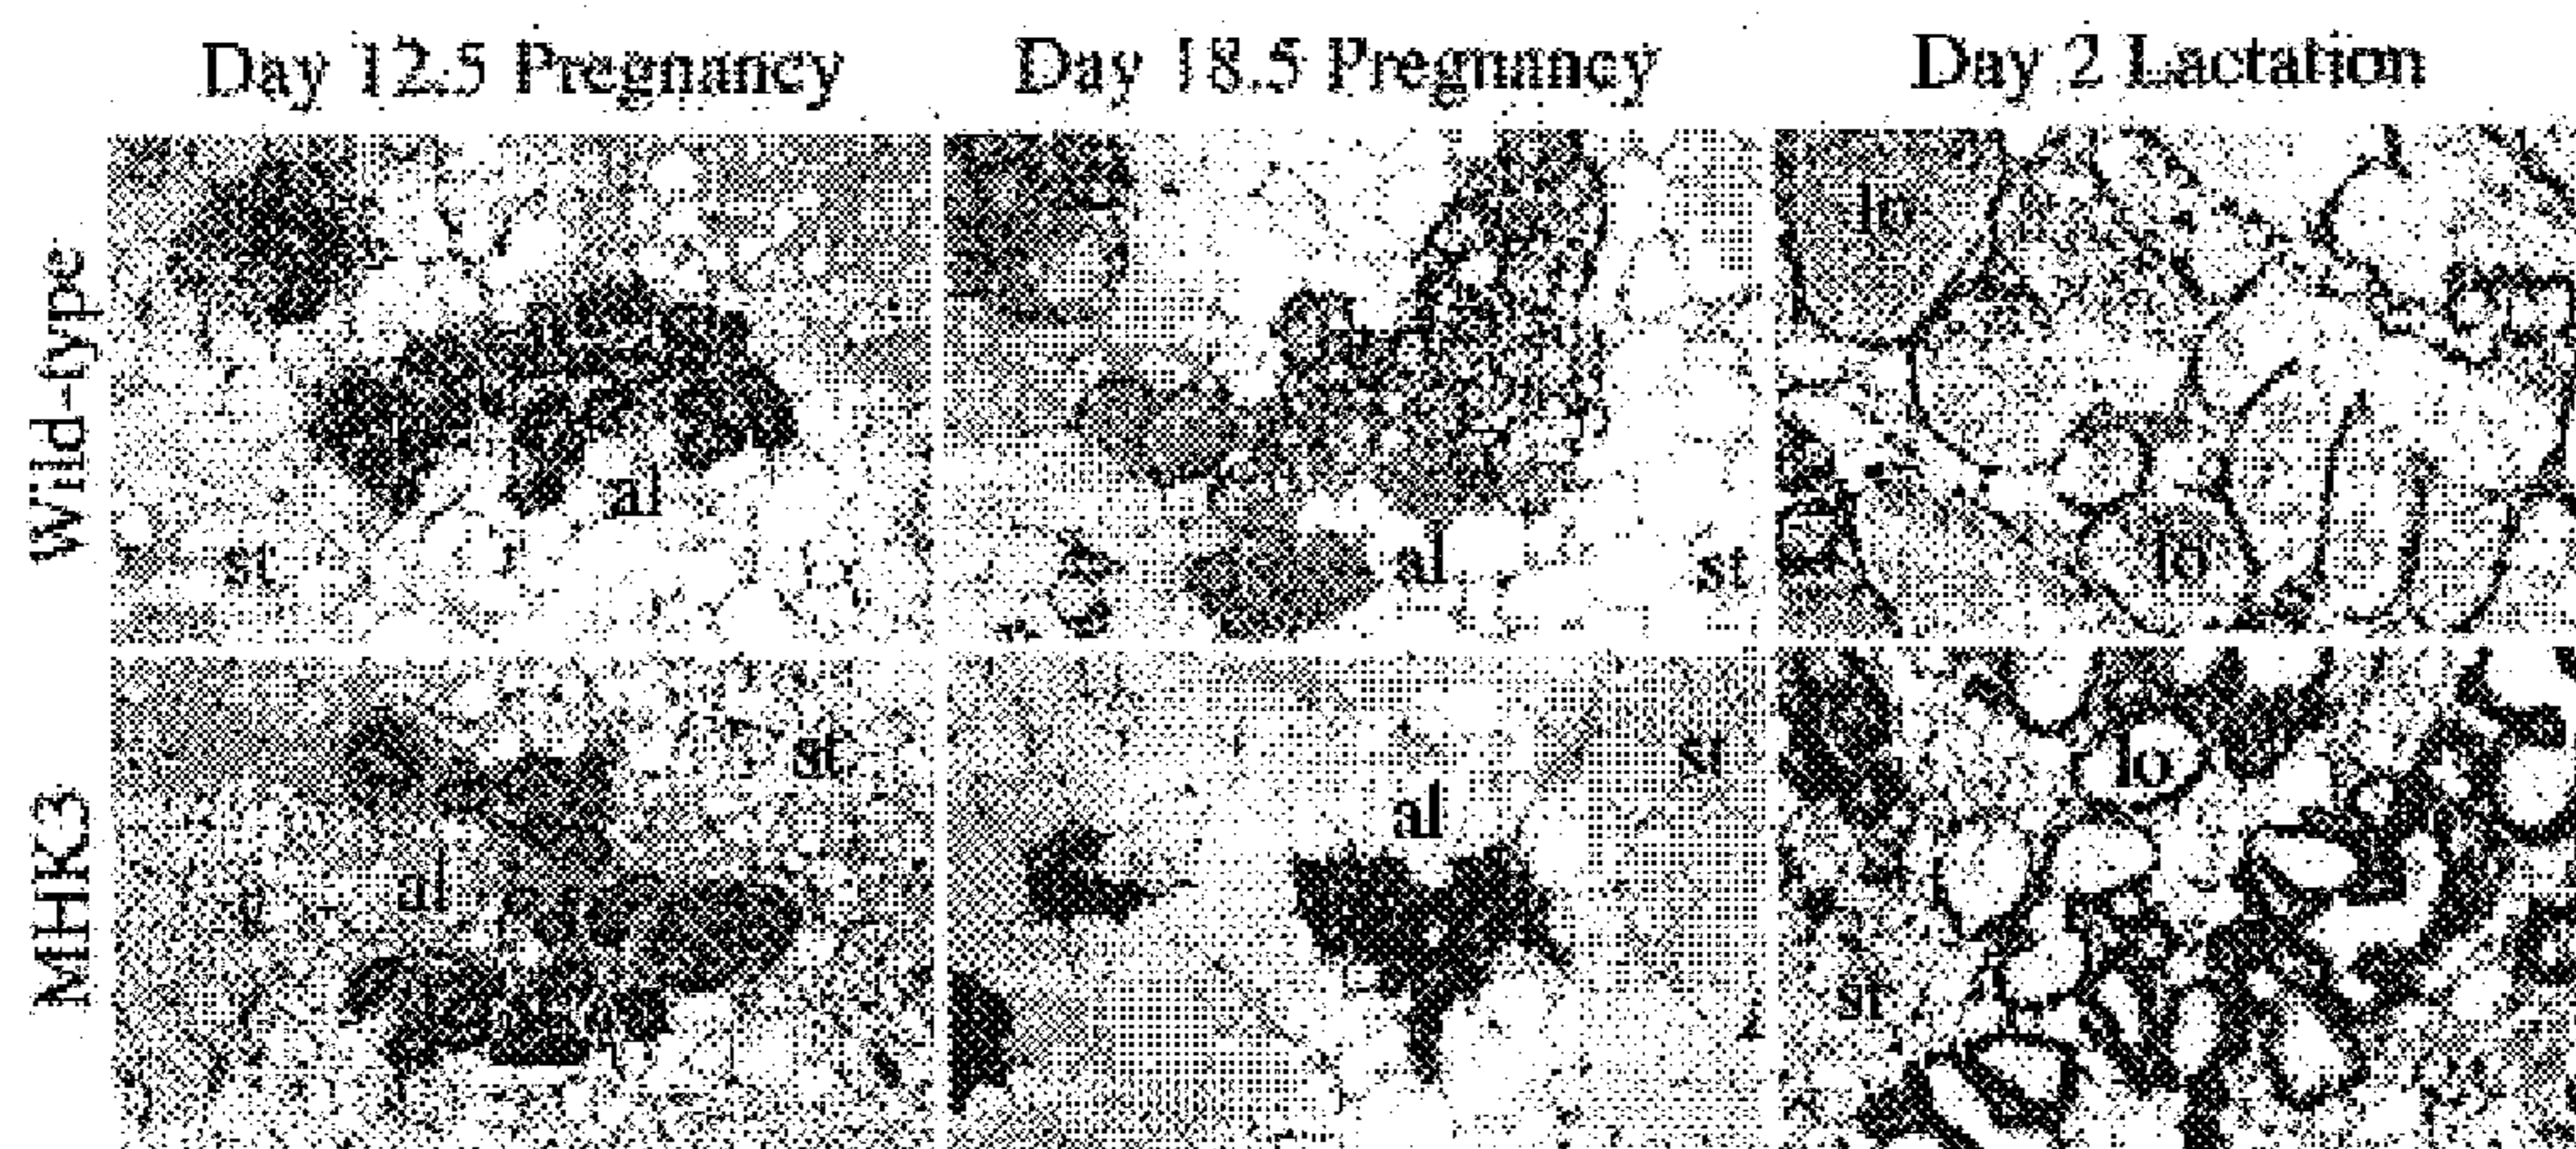 Day 12.5 Pregnancy
Day 18.5 Pregnancy
Day 2 Lactation
Wild-type
lo
al
st
al
st
lo
MHK3
st
al
al
st
lo
st